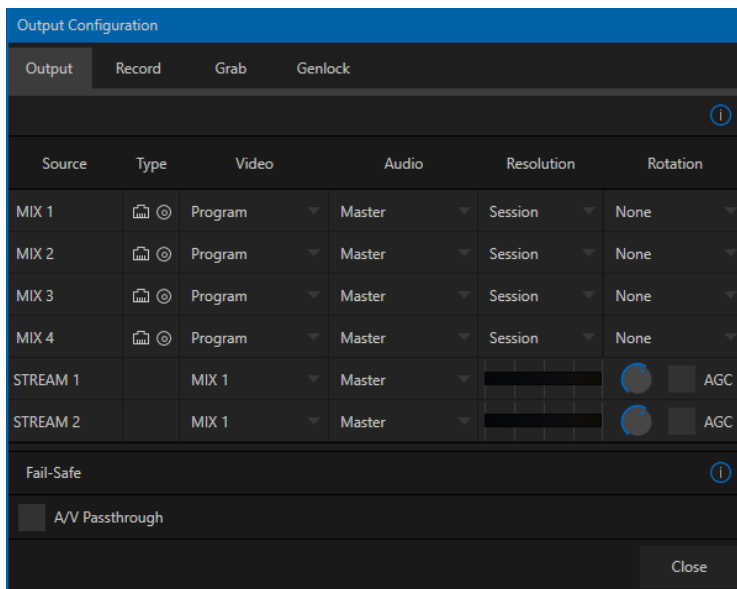 Output Configuration
Output Record Grab Genlock
Source Type Video Audio Resolution Rotation
MIX 1 Program Master Session None
MIX 2 Program Master Session None
MIX 3 Program Master Session None
MIX 4 Program Master Session None
STREAM 1 MIX 1 Master AGC
STREAM 2 MIX 1 Master AGC
Fail-Safe
A/V Passthrough
Close